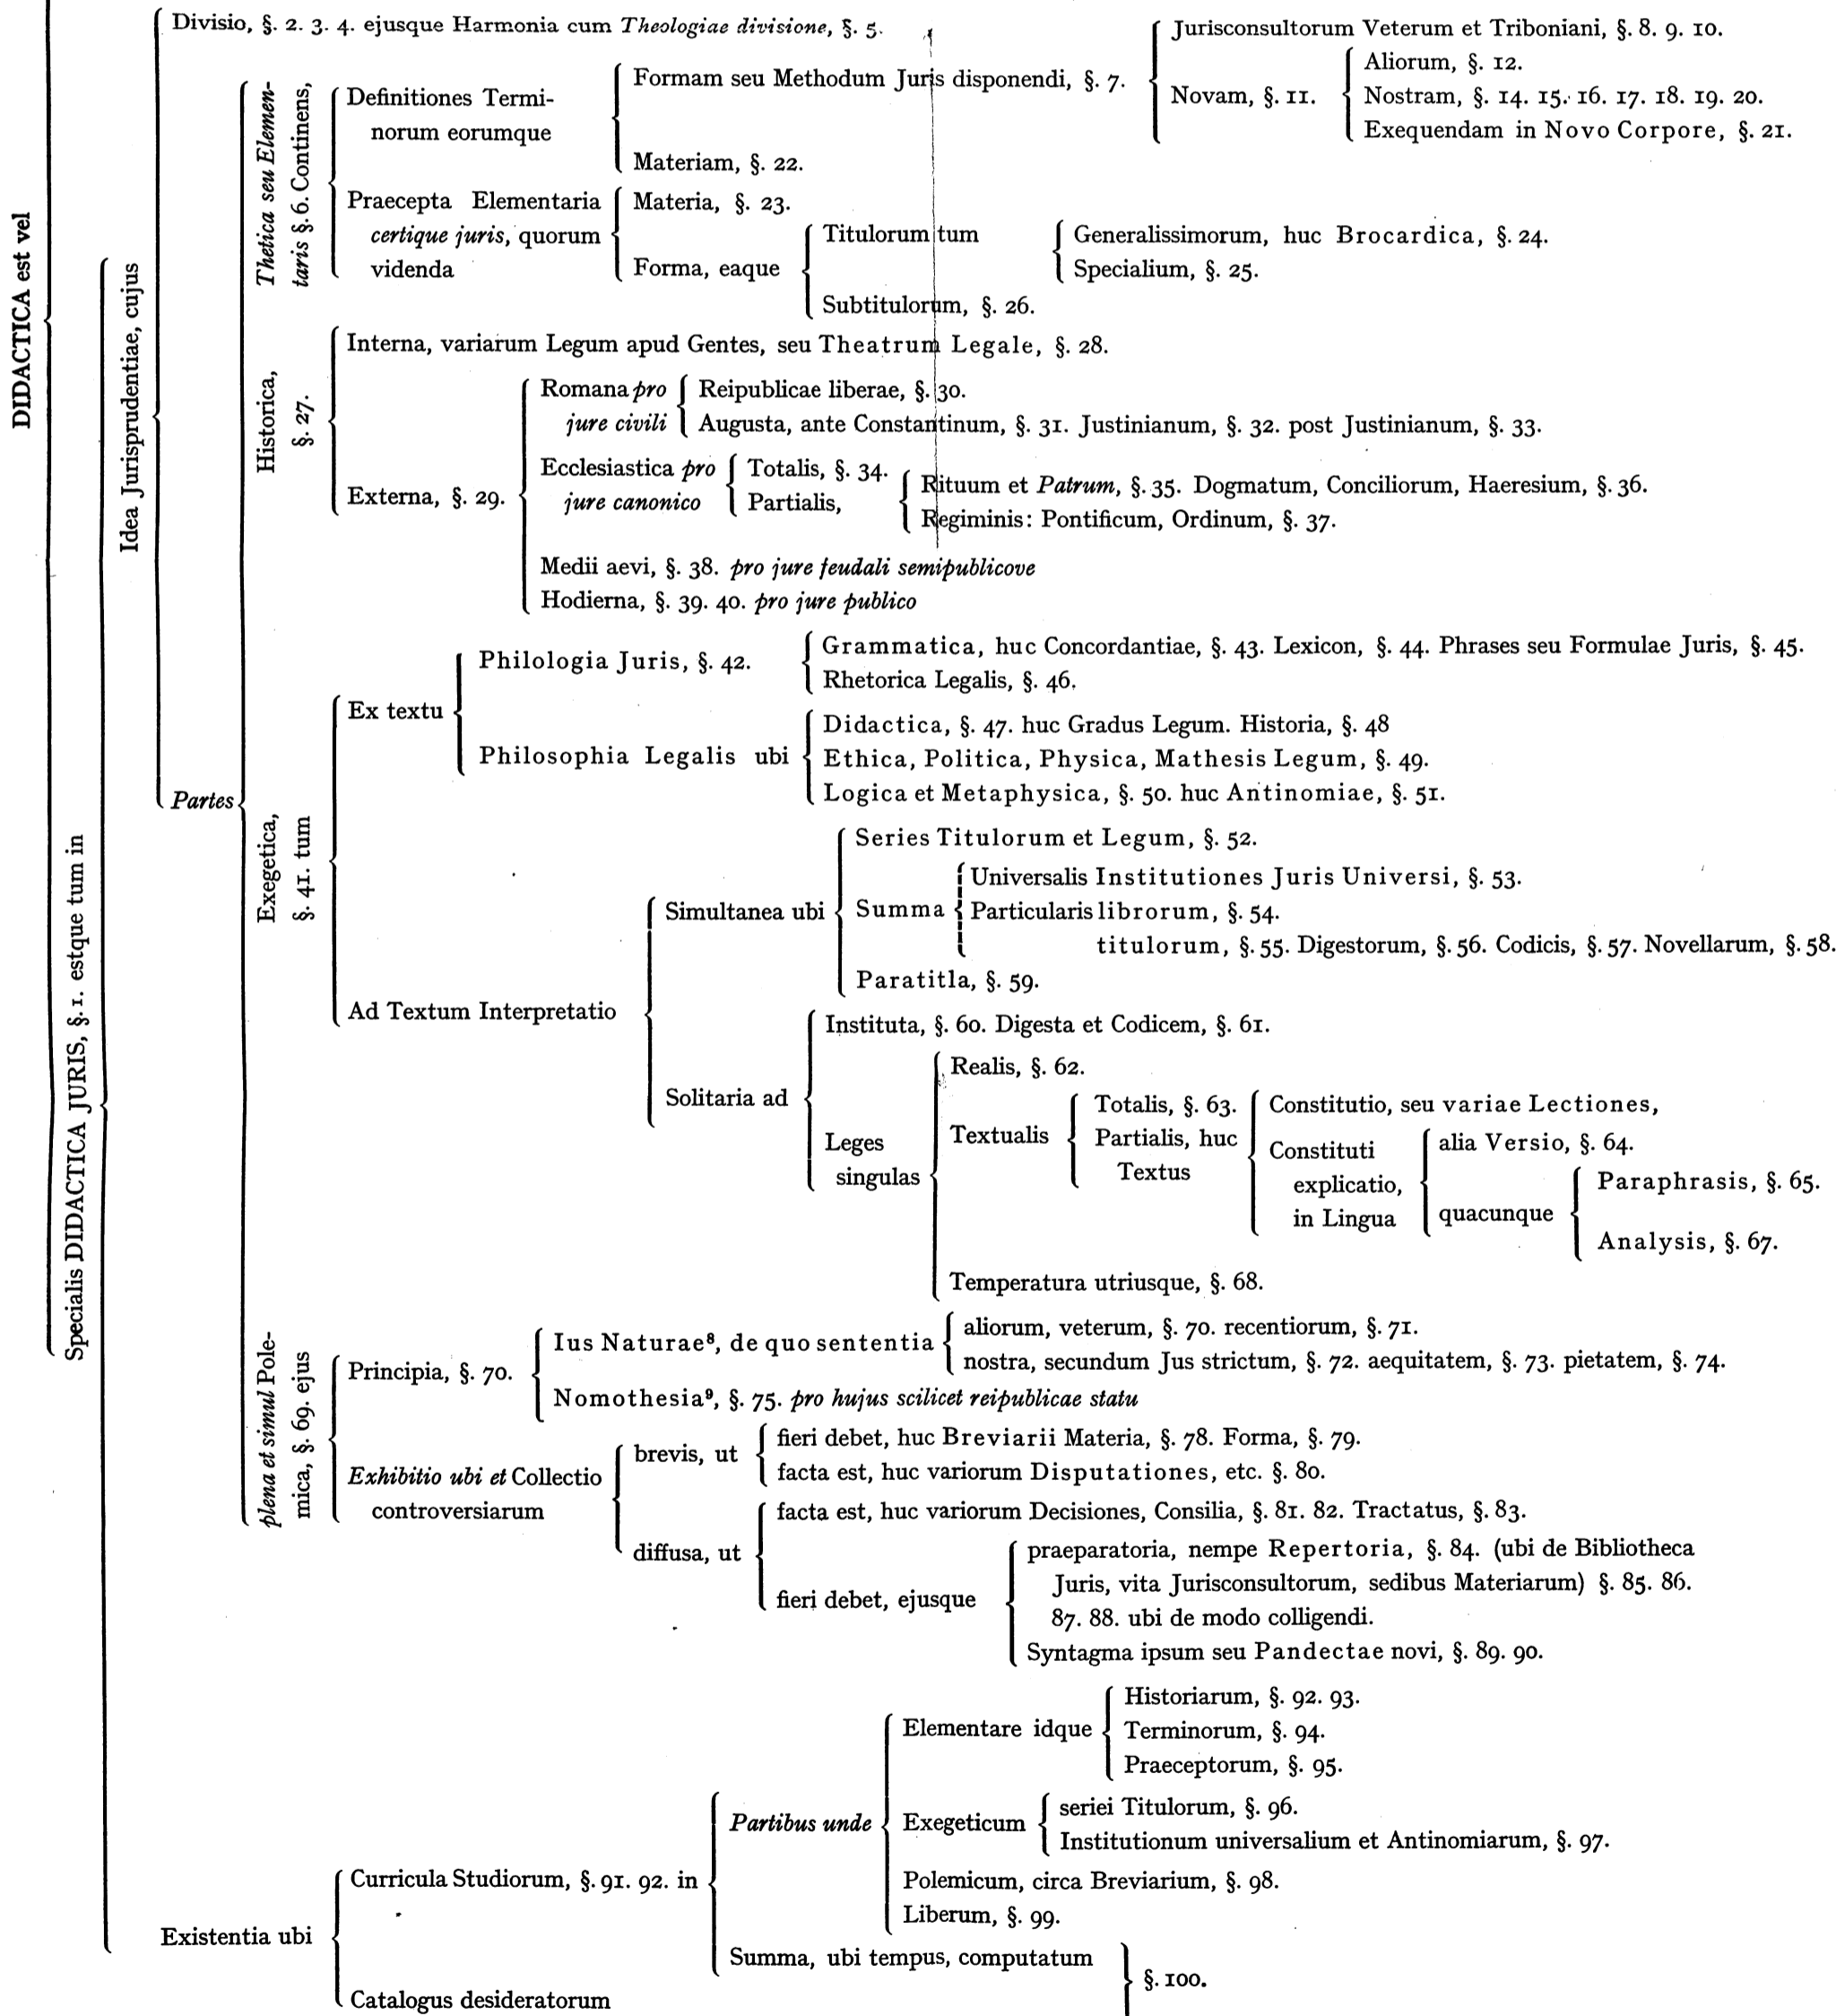 DIDACTICA est vel
Specialis DIDACTICA JURIS, §. 1. estque tum in
Idea Jurisprudentiae, cujus
Divisio, §. 2. 3. 4. ejusque Harmonia cum Theologiae divisione, §. 5.
Partes
Thetica seu Elemen-
taris §. 6. Continens,
Definitiones Termi-
norum eorumque
Formam seu Methodum Juris disponendi, §. 7.
Jurisconsultorum Veterum et Triboniani, §. 8. 9. 10.
Novam, §. 11.
Aliorum, §. 12.
Nostram, §. 14. 15. 16. 17. 18. 19. 20.
Exequendam in Novo Corpore, §. 21.
Materiam, §. 22.
Praecepta Elementaria
certique juris, quorum
videnda
Materia, §. 23.
Forma, eaque
Titulorum tum
Generalissimorum, huc Brocardica, §. 24.
Specialium, §. 25.
Subtitulorum, §. 26.
Historica,
§. 27.
Interna, variarum Legum apud Gentes, seu Theatrum Legale, §. 28.
Externa, §. 29.
Romana pro
jure civili
Reipublicae liberae, §. 30.
Augusta, ante Constantinum, §. 31. Justinianum, §. 32. post Justinianum, §. 33.
Ecclesiastica pro
jure canonico
Totalis, §. 34.
Partialis,
Rituum et Patrum, §. 35. Dogmatum, Conciliorum, Haeresium, §. 36.
Regiminis: Pontificum, Ordinum, §. 37.
Medii aevi, §. 38. pro jure feudali semipublicove
Hodierna, §. 39. 40. pro jure publico
Exegetica,
§. 41. tum
Ex textu
Philologia Juris, §. 42.
Grammatica, huc Concordantiae, §. 43. Lexicon, §. 44. Phrases seu Formulae Juris, §. 45.
Rhetorica Legalis, §. 46.
Philosophia Legalis ubi
Didactica, §. 47. huc Gradus Legum. Historia, §. 48
Ethica, Politica, Physica, Mathesis Legum, §. 49.
Logica et Metaphysica, §. 50. huc Antinomiae, §. 51.
Ad Textum Interpretatio
Simultanea ubi
Series Titulorum et Legum, §. 52.
Summa
Universalis Institutiones Juris Universi, §. 53.
Particularis librorum, §. 54.
titulorum, §. 55. Digestorum, §. 56. Codicis, §. 57. Novellarum, §. 58.
Paratitla, §. 59.
Solitaria ad
Instituta, §. 60. Digesta et Codicem, §. 61.
Leges
singulas
Realis, §. 62.
Textualis
Totalis, §. 63.
Partialis, huc
Textus
Constitutio, seu variae Lectiones,
Constituti
explicatio,
in Lingua
alia Versio, §. 64.
quacunque
Paraphrasis, §. 65.
Analysis, §. 67.
Temperatura utriusque, §. 68.
plena et simul Pole-
mica, §. 69. ejus
Principia, §. 70.
Ius Naturae⁸, de quo sententia
aliorum, veterum, §. 70. recentiorum, §. 71.
nostra, secundum Jus strictum, §. 72. aequitatem, §. 73. pietatem, §. 74.
Nomothesia⁹, §. 75. pro hujus scilicet reipublicae statu
Exhibitio ubi et Collectio
controversiarum
brevis, ut
fieri debet, huc Breviarii Materia, §. 78. Forma, §. 79.
facta est, huc variorum Disputationes, etc. §. 80.
diffusa, ut
facta est, huc variorum Decisiones, Consilia, §. 81. 82. Tractatus, §. 83.
fieri debet, ejusque
praeparatoria, nempe Repertoria, §. 84. (ubi de Bibliotheca
Juris, vita Jurisconsultorum, sedibus Materiarum) §. 85. 86.
87. 88. ubi de modo colligendi.
Syntagma ipsum seu Pandectae novi, §. 89. 90.
Existentia ubi
Curricula Studiorum, §. 91. 92. in
Partibus unde
Elementare idque
Historiarum, §. 92. 93.
Terminorum, §. 94.
Praeceptorum, §. 95.
Exegeticum
seriei Titulorum, §. 96.
Institutionum universalium et Antinomiarum, §. 97.
Polemicum, circa Breviarium, §. 98.
Liberum, §. 99.
Summa, ubi tempus, computatum
Catalogus desideratorum
§. 100.